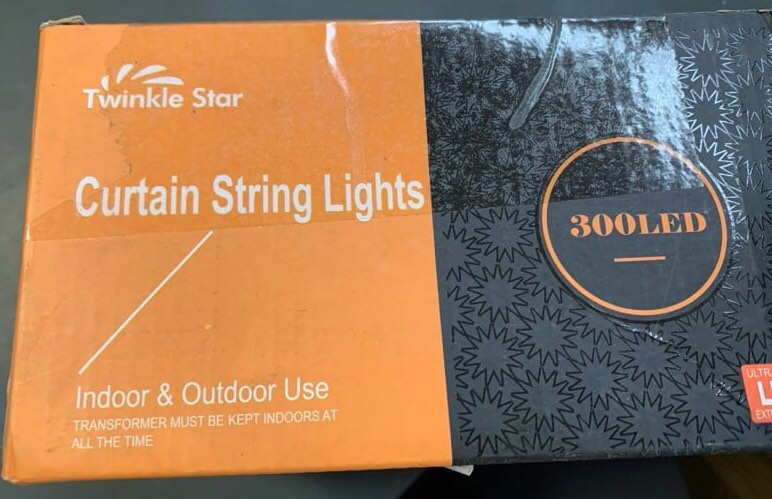 Twinkle Star
Curtain String Lights
300LED
Indoor & Outdoor Use
TRANSFORMER MUST BE KEPT INDOORS AT
ALL THE TIME